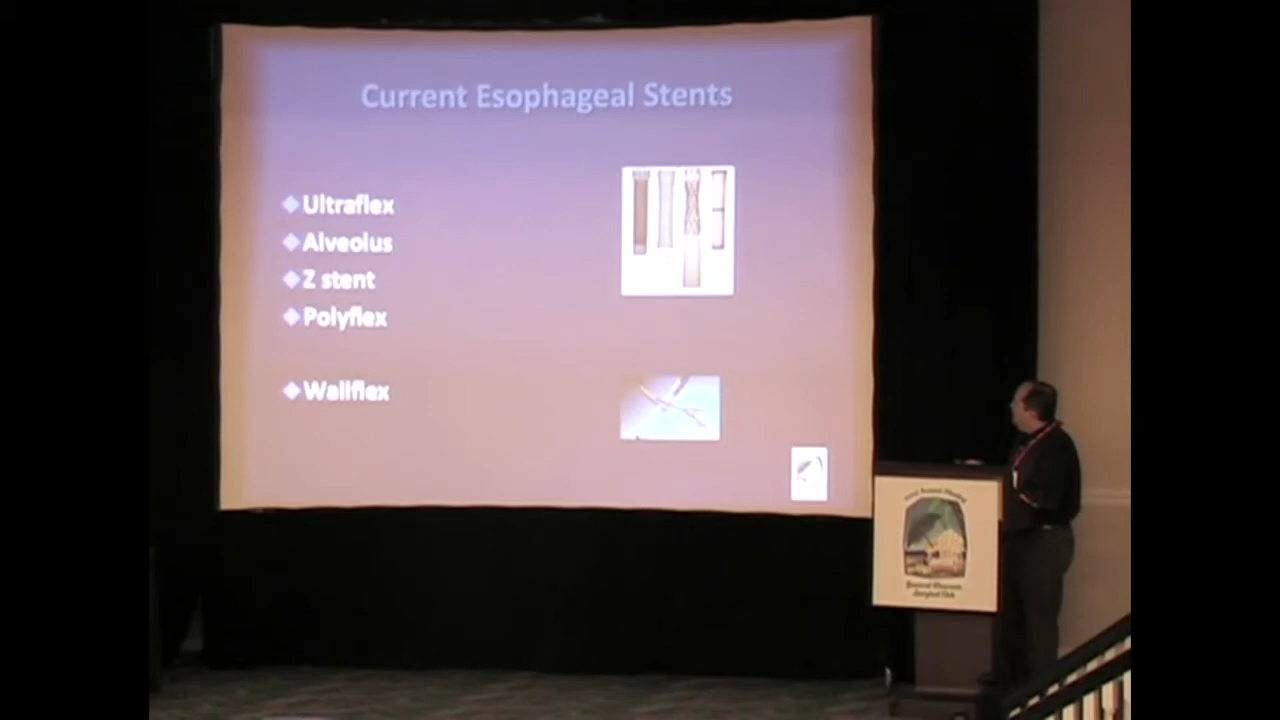 Current Esophageal Stents
Ultraflex
Alveolus
Z stent
Polyflex
Wallflex